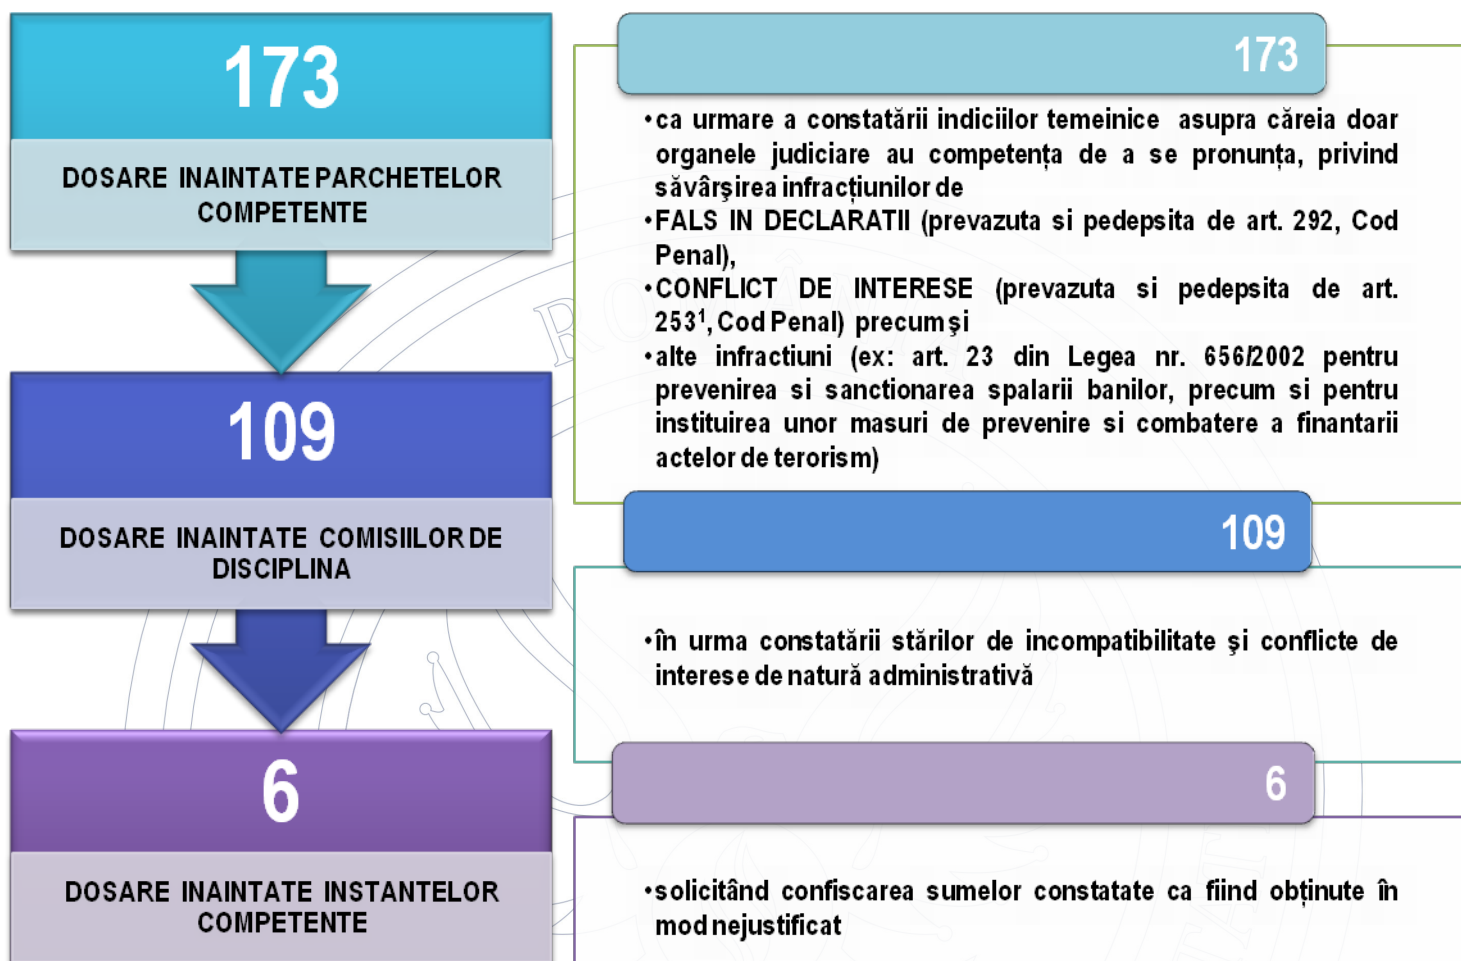 173
DOSARE INAINTATE PARCHETELOR
COMPETENTE
173
•ca urmare a constatării indiciilor temeinice asupra căreia doar
organele judiciare au competența de a se pronunța, privind
săvârşirea infracțiunilor de
•FALS IN DECLARATII (prevazuta si pedepsita de art. 292, Cod
Penal),
•CONFLICT DE INTERESE (prevazuta si pedepsita de art.
253¹, Cod Penal) precum şi
•alte infractiuni (ex: art. 23 din Legea nr. 656/2002 pentru
prevenirea si sanctionarea spalarii banilor, precum si pentru
instituirea unor masuri de prevenire si combatere a finantarii
actelor de terorism)
109
DOSARE INAINTATE COMISIILOR DE
DISCIPLINA
109
•în urma constatării stărilor de incompatibilitate şi conflicte de
interese de natură administrativă
6
DOSARE INAINTATE INSTANTELOR
COMPETENTE
6
•solicitând confiscarea sumelor constatate ca fiind obținute în
mod nejustificat